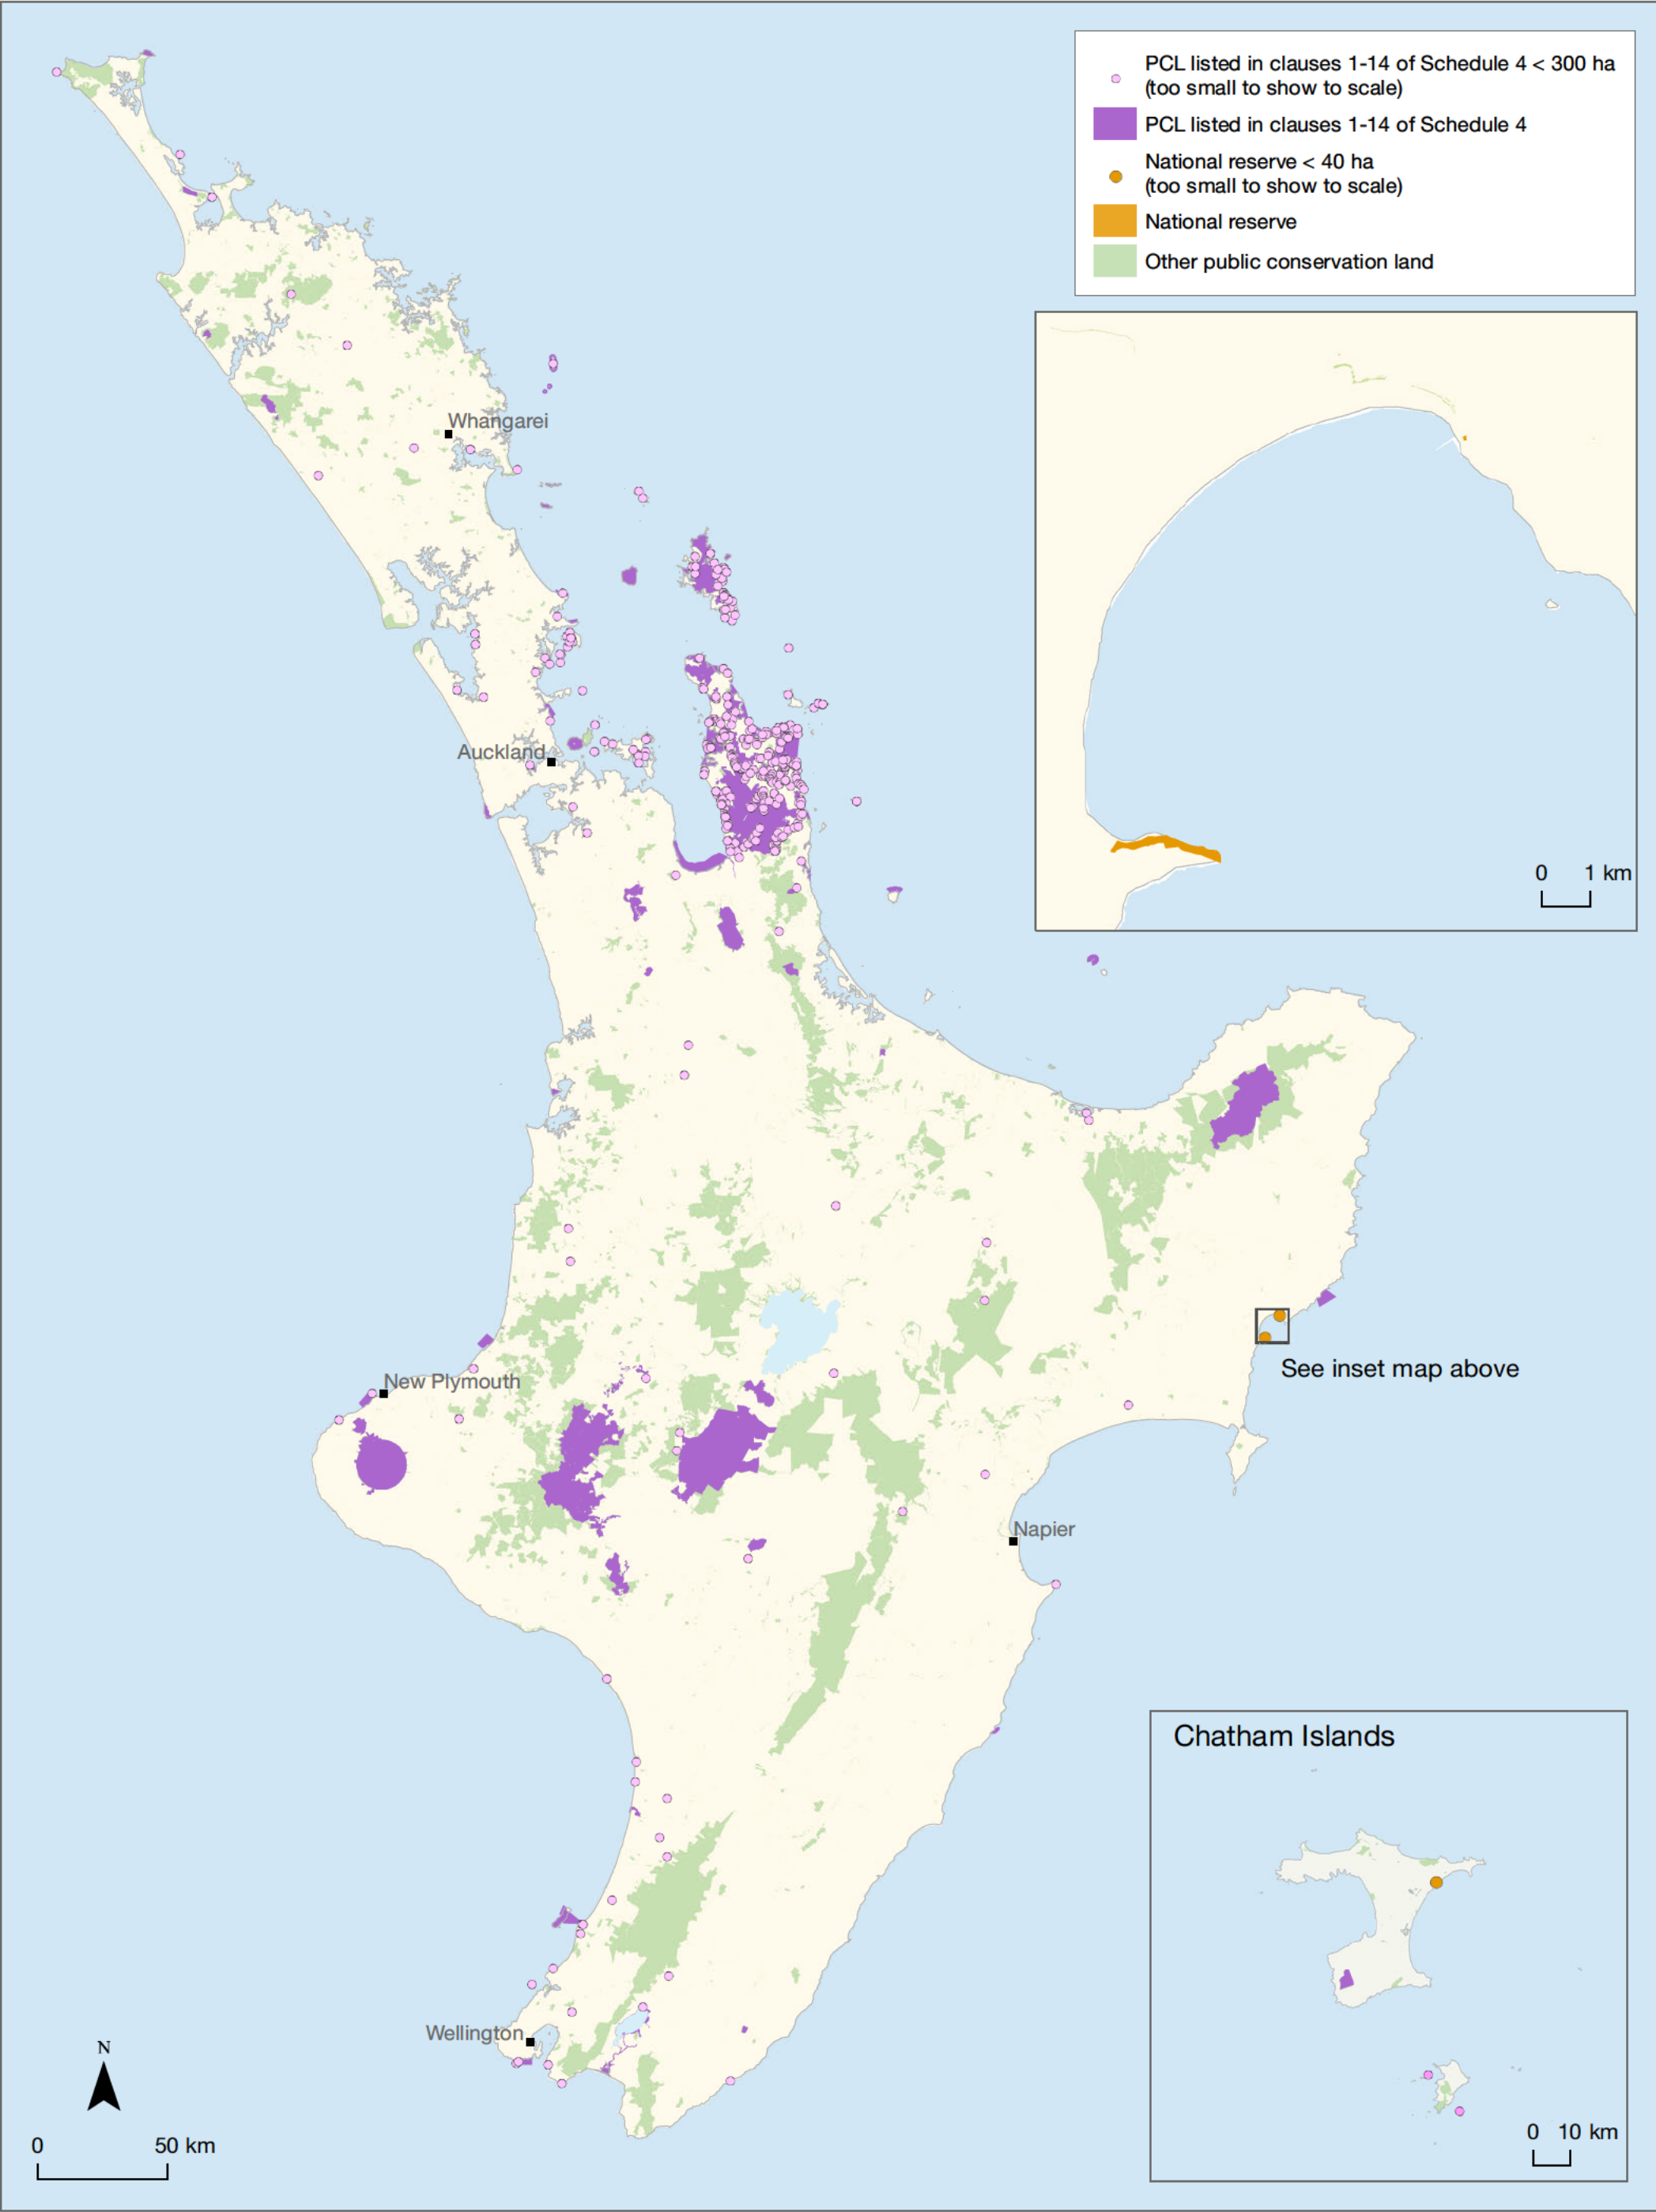 PCL listed in clauses 1-14 of Schedule 4 < 300 ha
(too small to show to scale)
PCL listed in clauses 1-14 of Schedule 4
National reserve < 40 ha
(too small to show to scale)
National reserve
Other public conservation land
Whangarei
Auckland
0 1 km
See inset map above
New Plymouth
Napier
Chatham Islands
Wellington
N
0 50 km
0 10 km